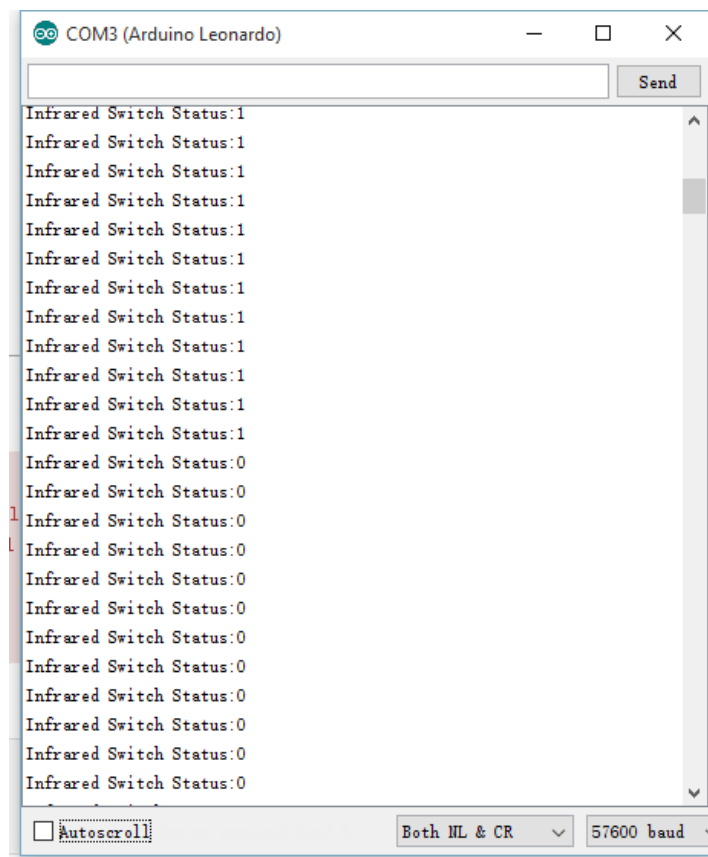 COM3 (Arduino Leonardo)
Send
Infrared Switch Status:1
Infrared Switch Status:1
Infrared Switch Status:1
Infrared Switch Status:1
Infrared Switch Status:1
Infrared Switch Status:1
Infrared Switch Status:1
Infrared Switch Status:1
Infrared Switch Status:1
Infrared Switch Status:1
Infrared Switch Status:1
Infrared Switch Status:1
Infrared Switch Status:0
Infrared Switch Status:0
Infrared Switch Status:0
Infrared Switch Status:0
Infrared Switch Status:0
Infrared Switch Status:0
Infrared Switch Status:0
Infrared Switch Status:0
Infrared Switch Status:0
Infrared Switch Status:0
Infrared Switch Status:0
Infrared Switch Status:0
Autoscroll Both NL & CR 57600 baud